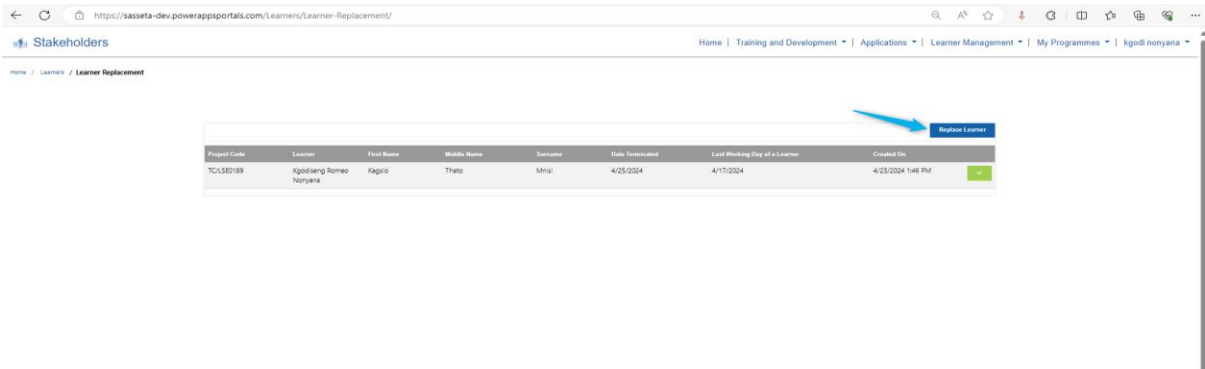 https://sasseta-dev.powerappsportals.com/Learners/Learner-Replacement/
Stakeholders
Home | Training and Development | Applications | Learner Management | My Programmes | kgodi nonyana
Home / Learners / Learner Replacement
Replace Learner
Project Code Learner First Name Middle Name Surname Date Terminated Last Working Day of a Learner Created On
TC/LSE0189 Kgodiseng Romeo Kagsio Thato Mnisi 4/25/2024 4/17/2024 4/23/2024 1:46 PM
Nonyana